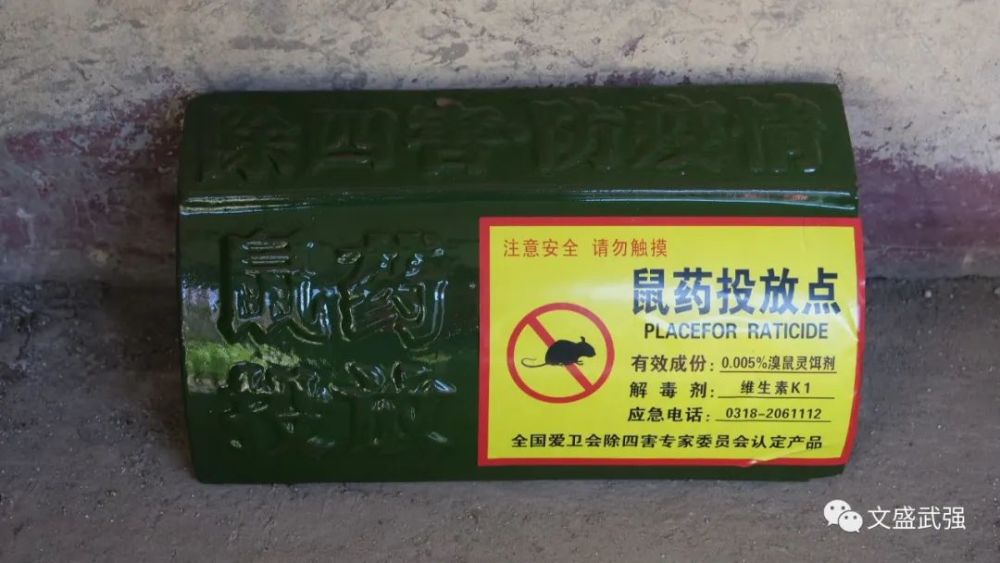 除四害 防疫情
鼠药
注意安全 请勿触摸
鼠药投放点
PLACEFOR RATICIDE
有效成份：0.005%溴鼠灵饵剂
解毒剂：维生素K1
应急电话：0318-2061112
全国爱卫会除四害专家委员会认定产品
文盛武强